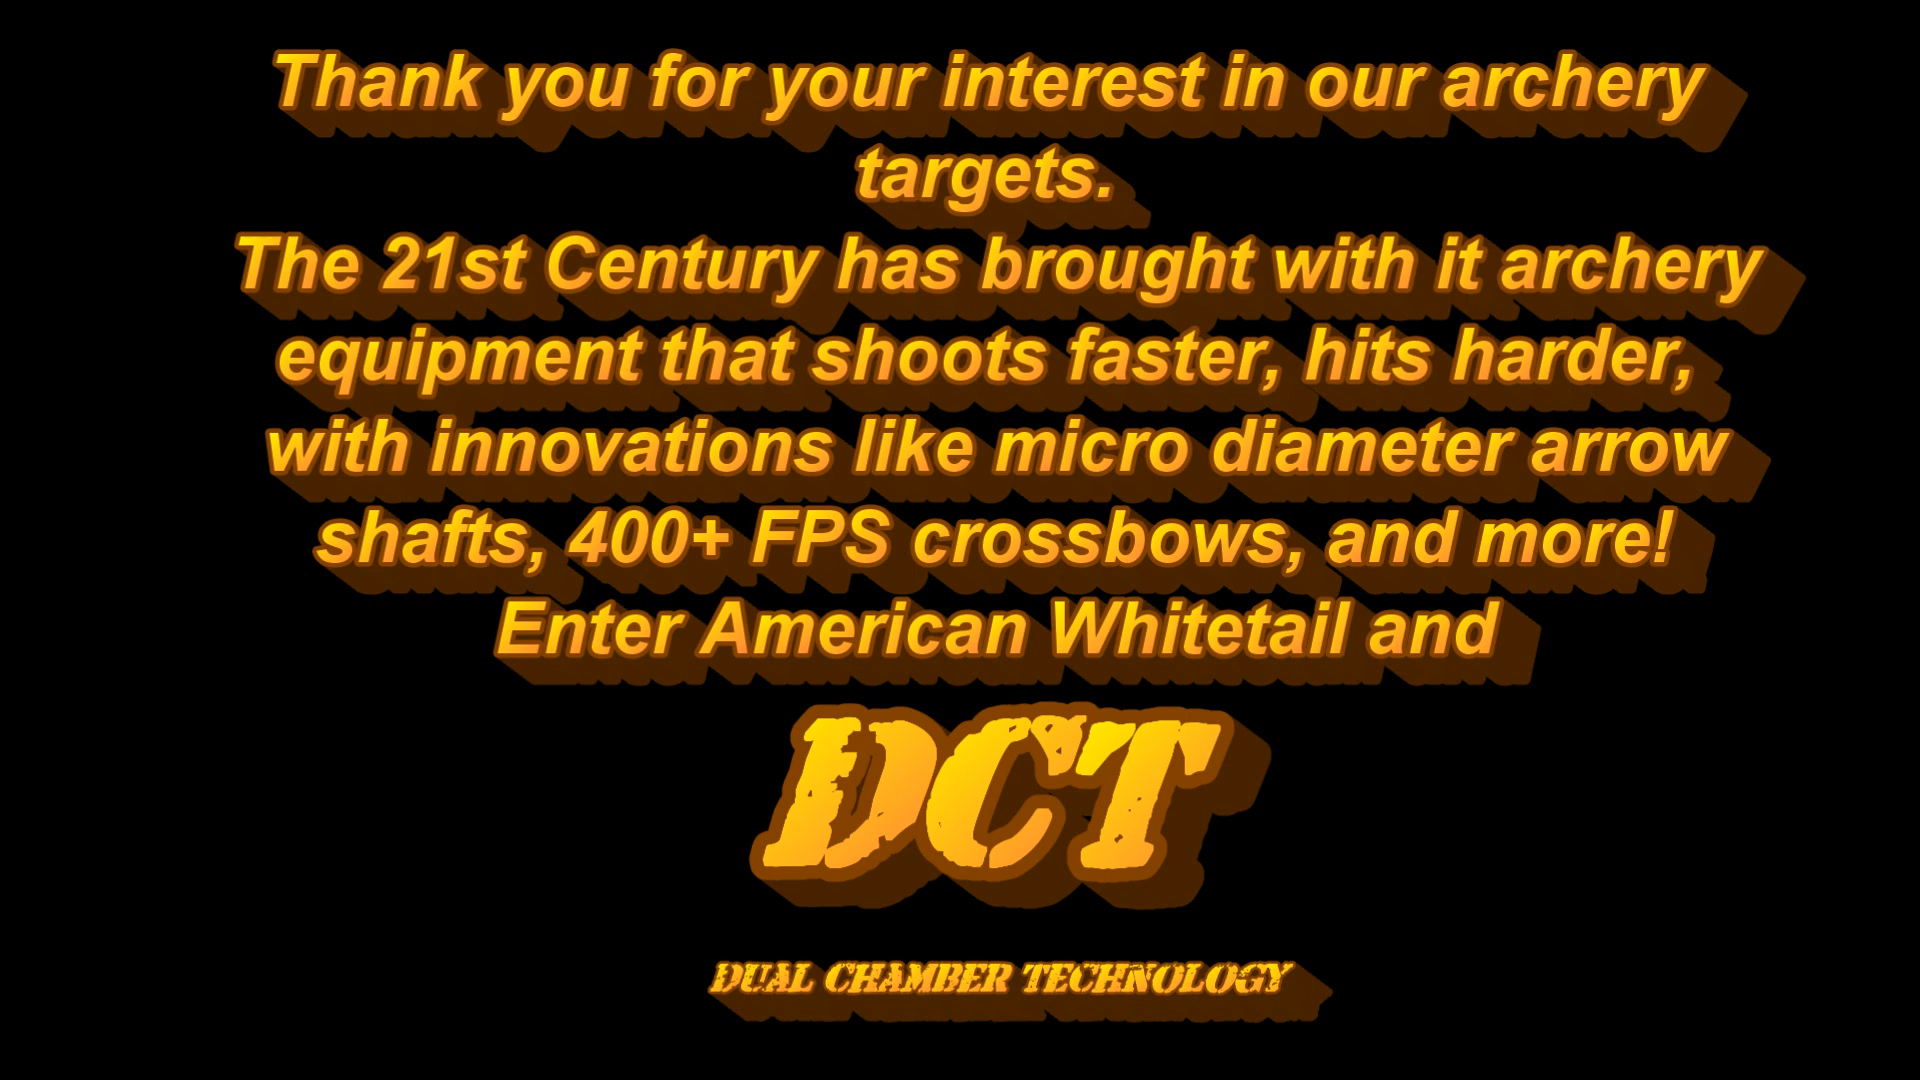 Thank you for your interest in our archery
targets.
The 21st Century has brought with it archery
equipment that shoots faster, hits harder,
with innovations like micro diameter arrow
shafts, 400+ FPS crossbows, and more!
Enter American Whitetail and
DCT
DUAL CHAMBER TECHNOLOGY